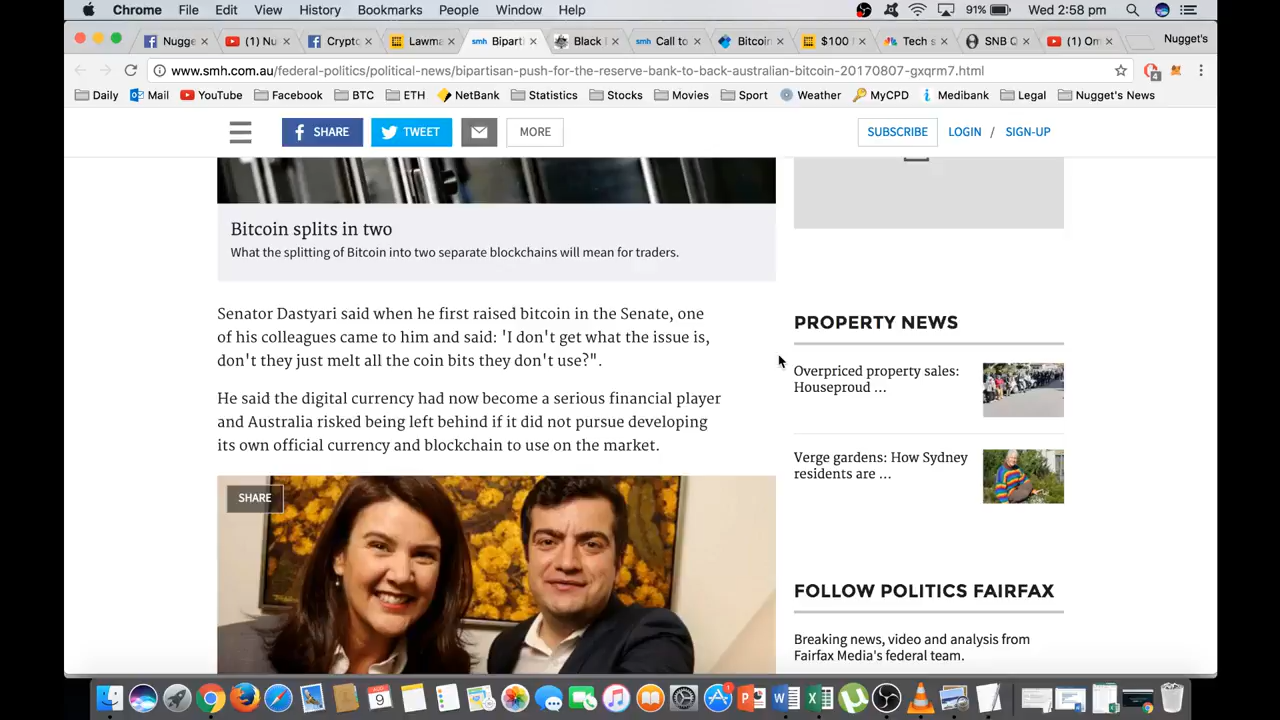 Chrome File Edit View History Bookmarks People Window Help 91% Wed 2:58 pm
Nugge (1) Nu Crypto Lawma Biparti Black Call to Bitcoin $100 Tech s SNB Q (1) Om Nugget's
www.smh.com.au/federal-politics/political-news/bipartisan-push-for-the-reserve-bank-to-back-australian-bitcoin-20170807-gxqrm7.html
Daily Mail YouTube Facebook BTC ETH NetBank Statistics Stocks Movies Sport Weather MyCPD Medibank Legal Nugget's News
SHARE TWEET MORE SUBSCRIBE LOGIN / SIGN-UP
Bitcoin splits in two
What the splitting of Bitcoin into two separate blockchains will mean for traders.
Senator Dastyari said when he first raised bitcoin in the Senate, one
of his colleagues came to him and said: 'I don't get what the issue is,
don't they just melt all the coin bits they don't use?".
He said the digital currency had now become a serious financial player
and Australia risked being left behind if it did not pursue developing
its own official currency and blockchain to use on the market.
SHARE
PROPERTY NEWS
Overpriced property sales:
Houseproud ...
Verge gardens: How Sydney
residents are ...
FOLLOW POLITICS FAIRFAX
Breaking news, video and analysis from
Fairfax Media's federal team.